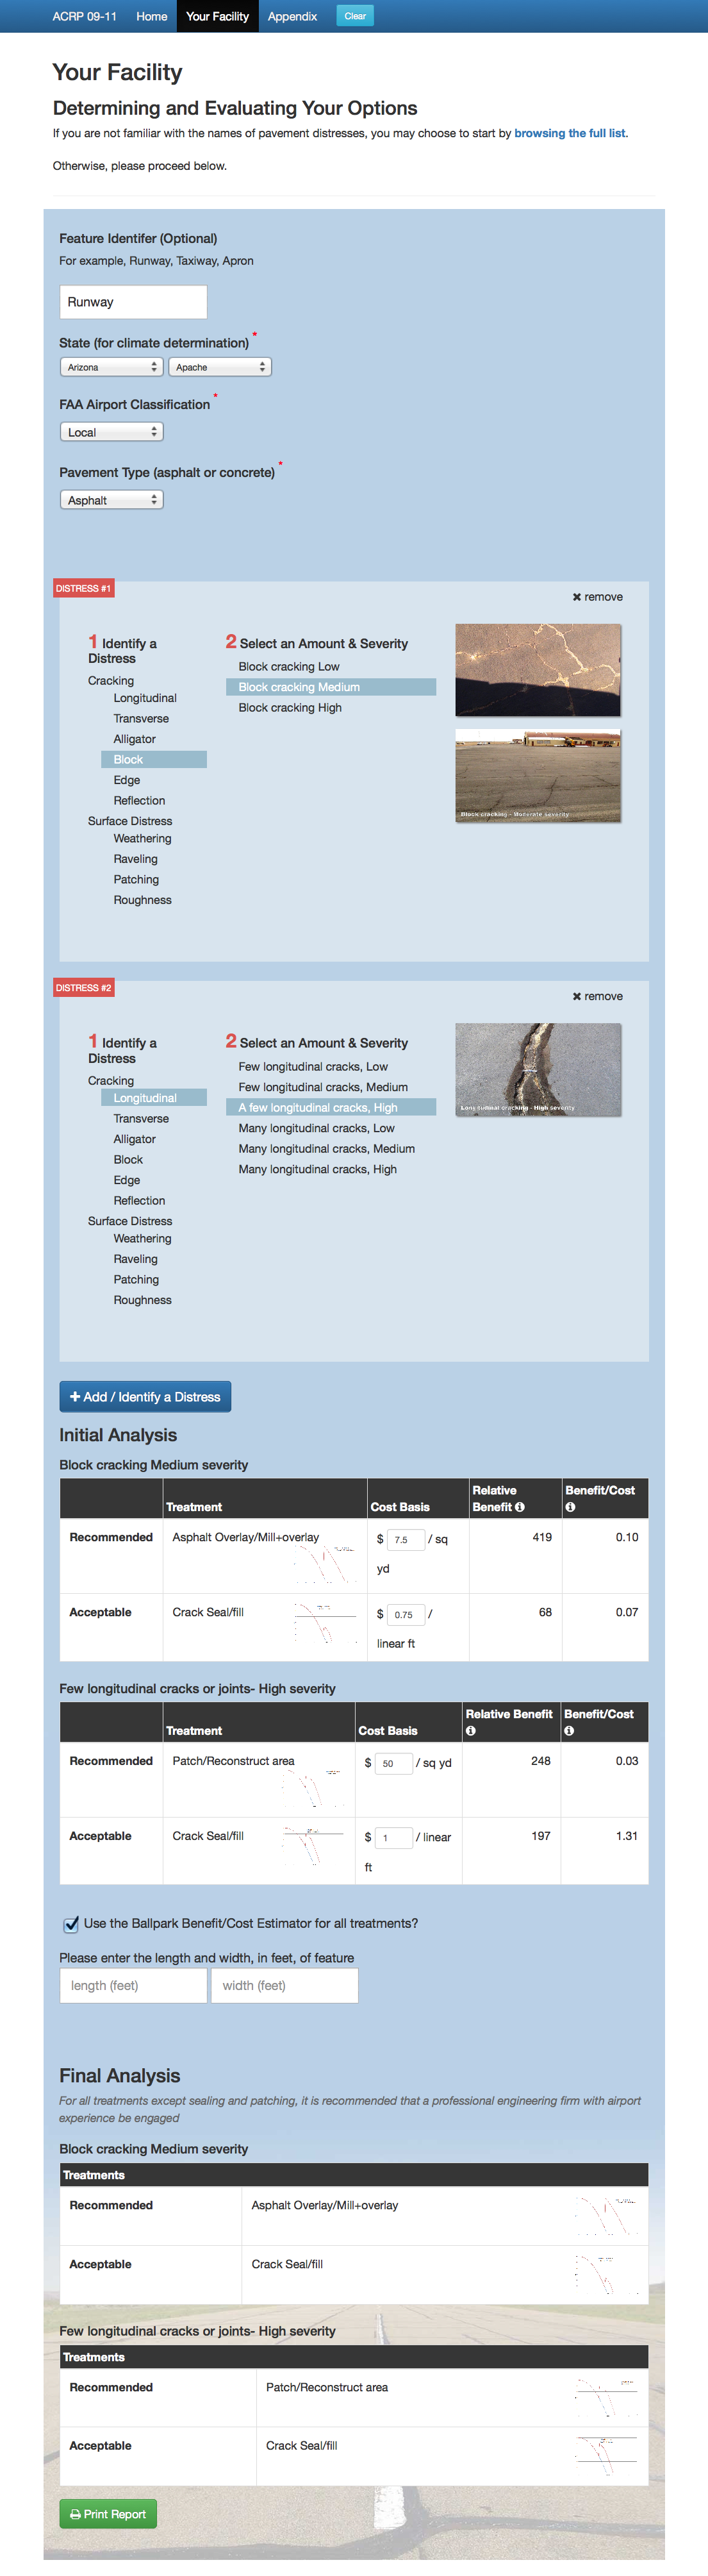 ACRP 09-11 Home Your Facility Appendix Clear
Your Facility
Determining and Evaluating Your Options
If you are not familiar with the names of pavement distresses, you may choose to start by browsing the full list.
Otherwise, please proceed below.
Feature Identifer (Optional)
For example, Runway, Taxiway, Apron
Runway
State (for climate determination) *
Arizona Apache
FAA Airport Classification *
Local
Pavement Type (asphalt or concrete) *
Asphalt
DISTRESS #1
✖ remove
1 Identify a
Distress
Cracking
Longitudinal
Transverse
Alligator
Block
Edge
Reflection
Surface Distress
Weathering
Raveling
Patching
Roughness
2 Select an Amount & Severity
Block cracking Low
Block cracking Medium
Block cracking High
Block cracking - Moderate severity
DISTRESS #2
✖ remove
1 Identify a
Distress
Cracking
Longitudinal
Transverse
Alligator
Block
Edge
Reflection
Surface Distress
Weathering
Raveling
Patching
Roughness
2 Select an Amount & Severity
Few longitudinal cracks, Low
Few longitudinal cracks, Medium
A few longitudinal cracks, High
Many longitudinal cracks, Low
Many longitudinal cracks, Medium
Many longitudinal cracks, High
Longitudinal cracking - High severity
+ Add / Identify a Distress
Initial Analysis
Block cracking Medium severity
Treatment Cost Basis Relative Benefit Benefit/Cost
Recommended Asphalt Overlay/Mill+overlay $ 7.5 / sq yd 419 0.10
Acceptable Crack Seal/fill $ 0.75 / linear ft 68 0.07
Few longitudinal cracks or joints- High severity
Treatment Cost Basis Relative Benefit Benefit/Cost
Recommended Patch/Reconstruct area $ 50 / sq yd 248 0.03
Acceptable Crack Seal/fill $ 1 / linear ft 197 1.31
Use the Ballpark Benefit/Cost Estimator for all treatments?
Please enter the length and width, in feet, of feature
length (feet) width (feet)
Final Analysis
For all treatments except sealing and patching, it is recommended that a professional engineering firm with airport
experience be engaged
Block cracking Medium severity
Treatments
Recommended Asphalt Overlay/Mill+overlay
Acceptable Crack Seal/fill
Few longitudinal cracks or joints- High severity
Treatments
Recommended Patch/Reconstruct area
Acceptable Crack Seal/fill
Print Report